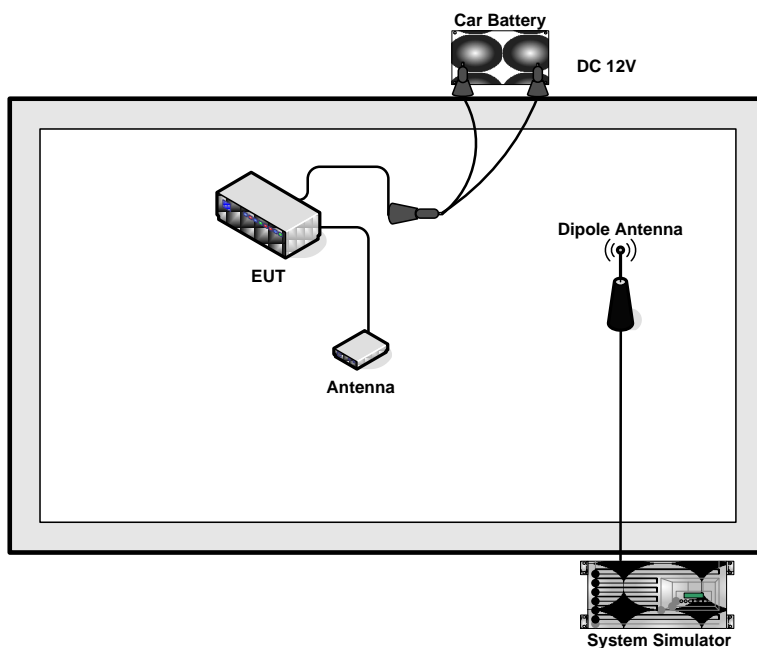 Car Battery
DC 12V
Dipole Antenna
EUT
Antenna
System Simulator